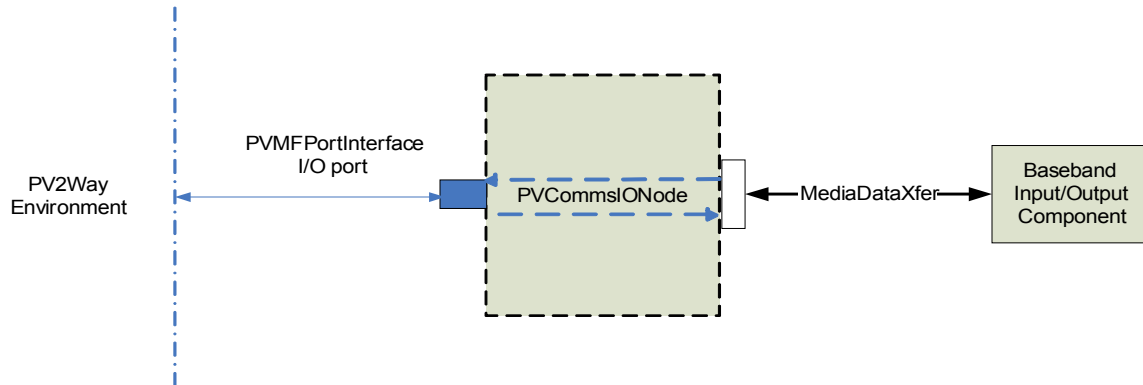 PV2Way
Environment
PVMFPortInterface
I/O port
PVCommsIONode
MediaDataXfer
Baseband
Input/Output
Component